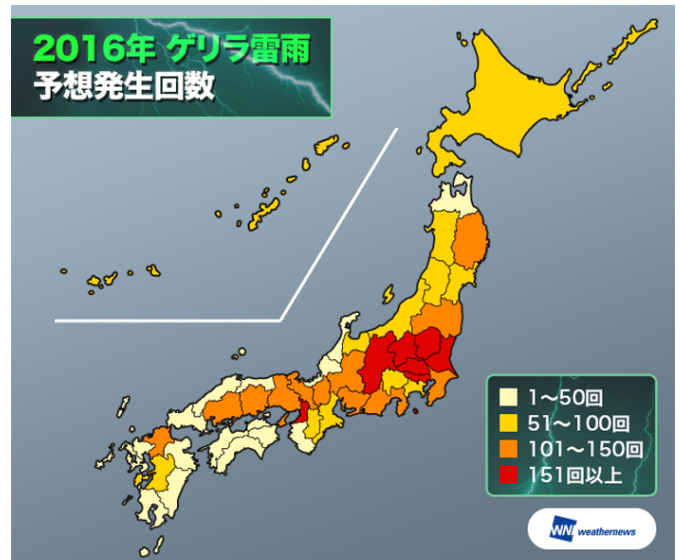 2016年 ゲリラ雷雨
予想発生回数
1〜50回
51〜100回
101〜150回
151回以上
WNI weathernews